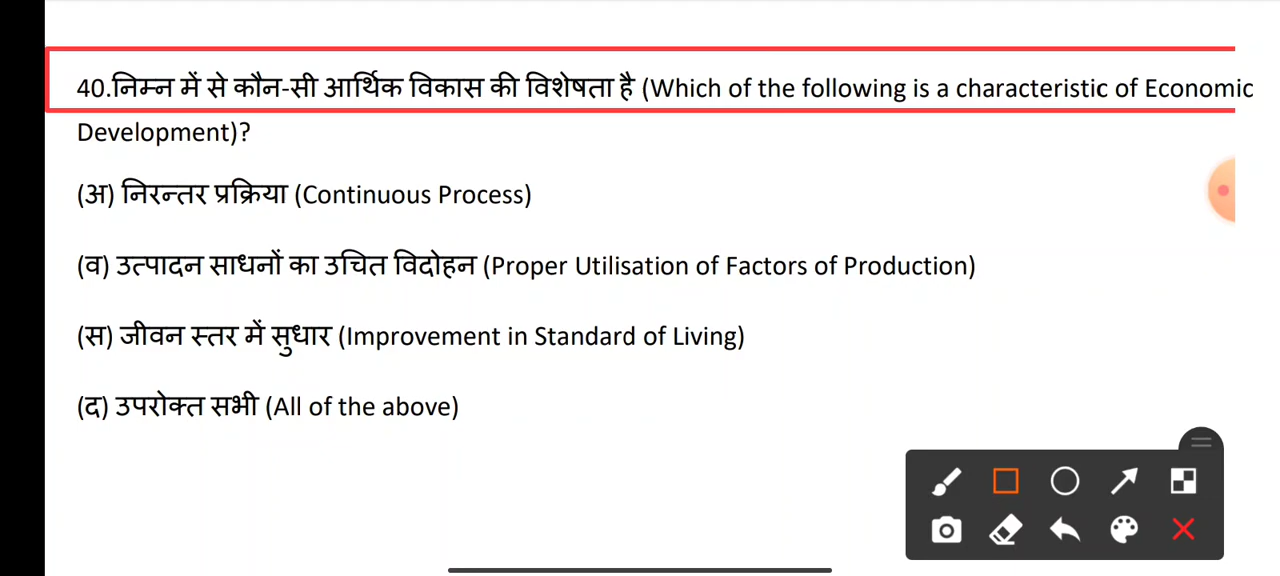 40.निम्न में से कौन-सी आर्थिक विकास की विशेषता है (Which of the following is a characteristic of Economic
Development)?
(अ) निरन्तर प्रक्रिया (Continuous Process)
(व) उत्पादन साधनों का उचित विदोहन (Proper Utilisation of Factors of Production)
(स) जीवन स्तर में सुधार (Improvement in Standard of Living)
(द) उपरोक्त सभी (All of the above)